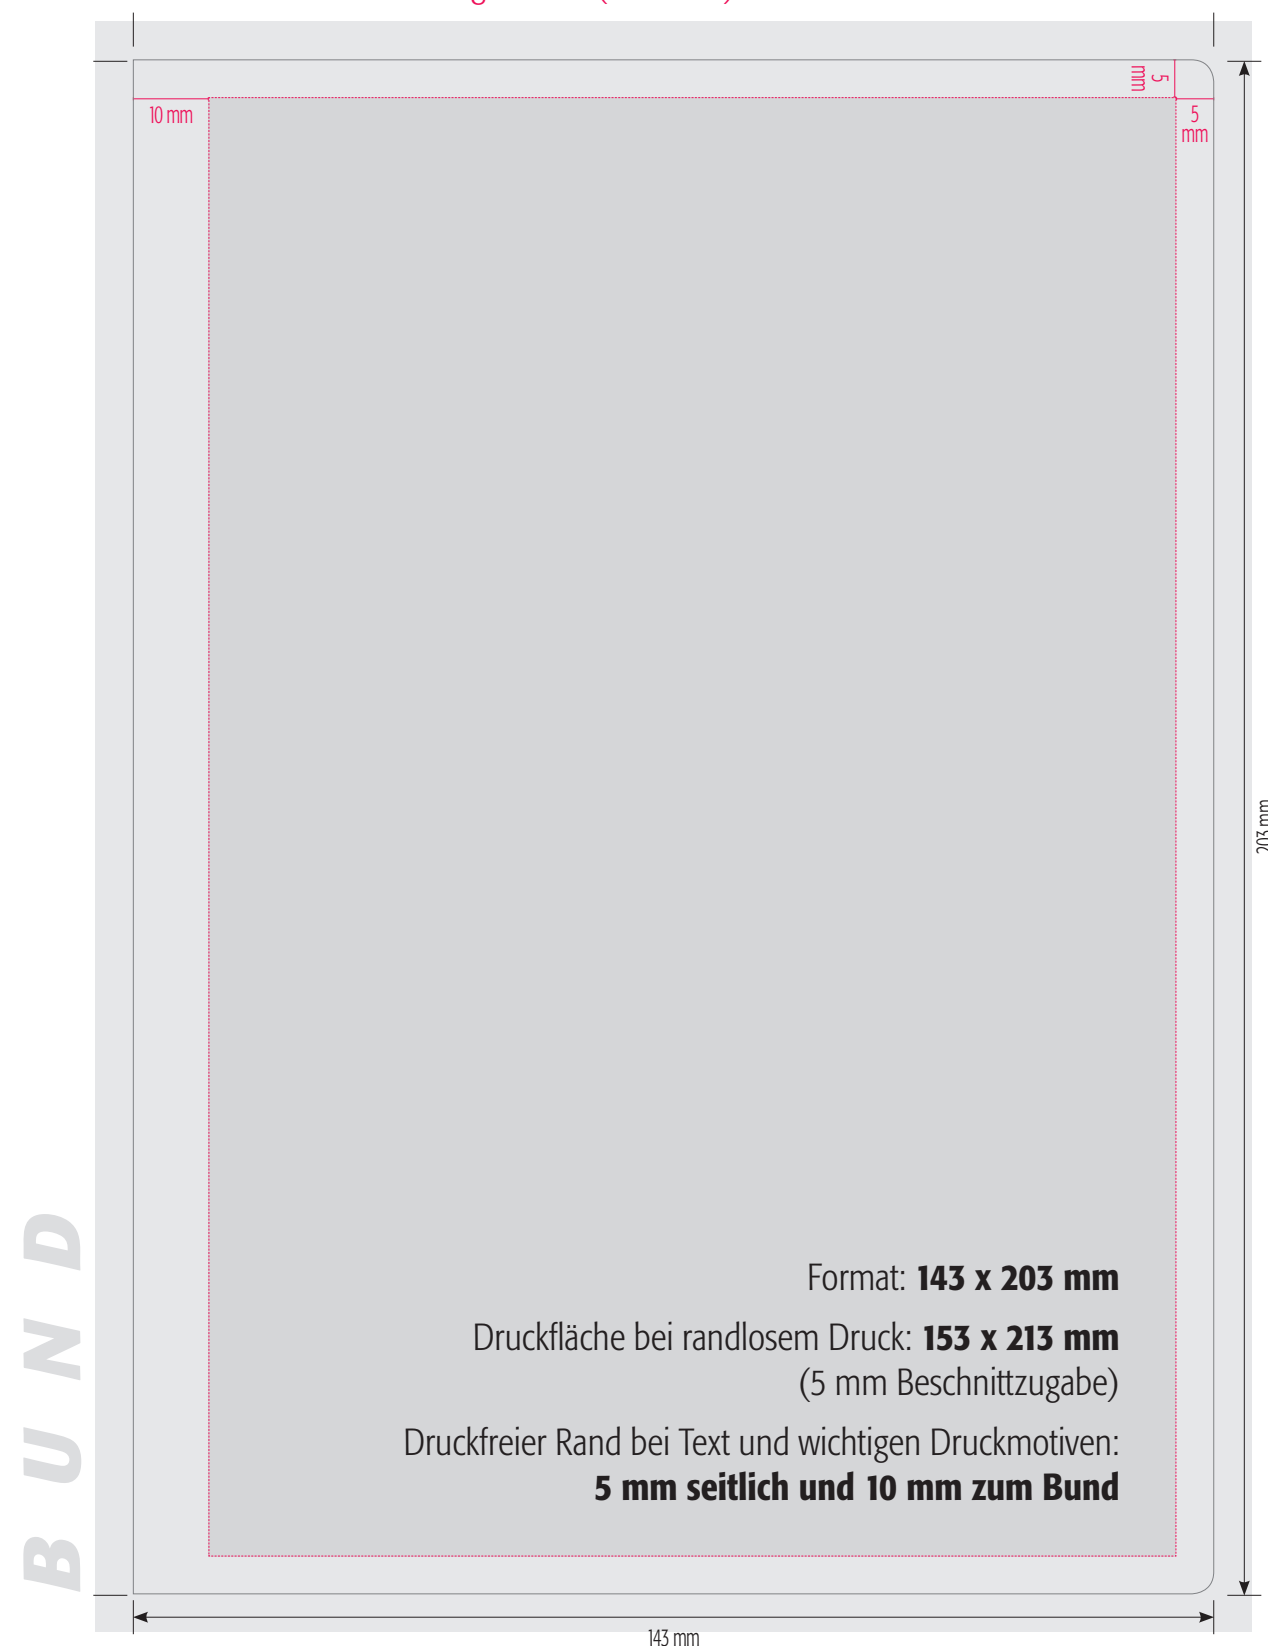 5 mm
10 mm
5
mm
203 mm
BUND
Format: 143 x 203 mm
Druckfläche bei randlosem Druck: 153 x 213 mm
(5 mm Beschnittzugabe)
Druckfreier Rand bei Text und wichtigen Druckmotiven:
5 mm seitlich und 10 mm zum Bund
143 mm